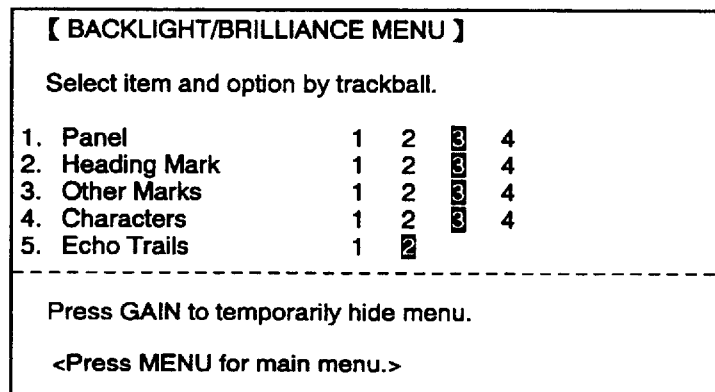 【 BACKLIGHT/BRILLIANCE MENU 】
Select item and option by trackball.
1. Panel 1 2 3 4
2. Heading Mark 1 2 3 4
3. Other Marks 1 2 3 4
4. Characters 1 2 3 4
5. Echo Trails 1 2
Press GAIN to temporarily hide menu.
<Press MENU for main menu.>